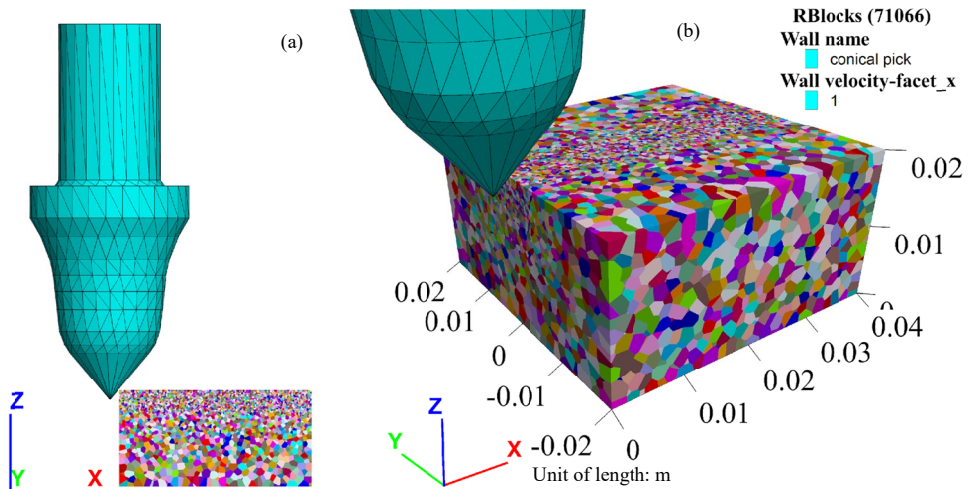 (a)
Z
Y
X
(b)
RBlocks (71066)
Wall name
conical pick
Wall velocity-facet_x
1
0.02
0.01
0
0.04
0.03
0.02
0.01
0
0.02
0.01
0
-0.01
-0.02
Z
Y
X
Unit of length: m